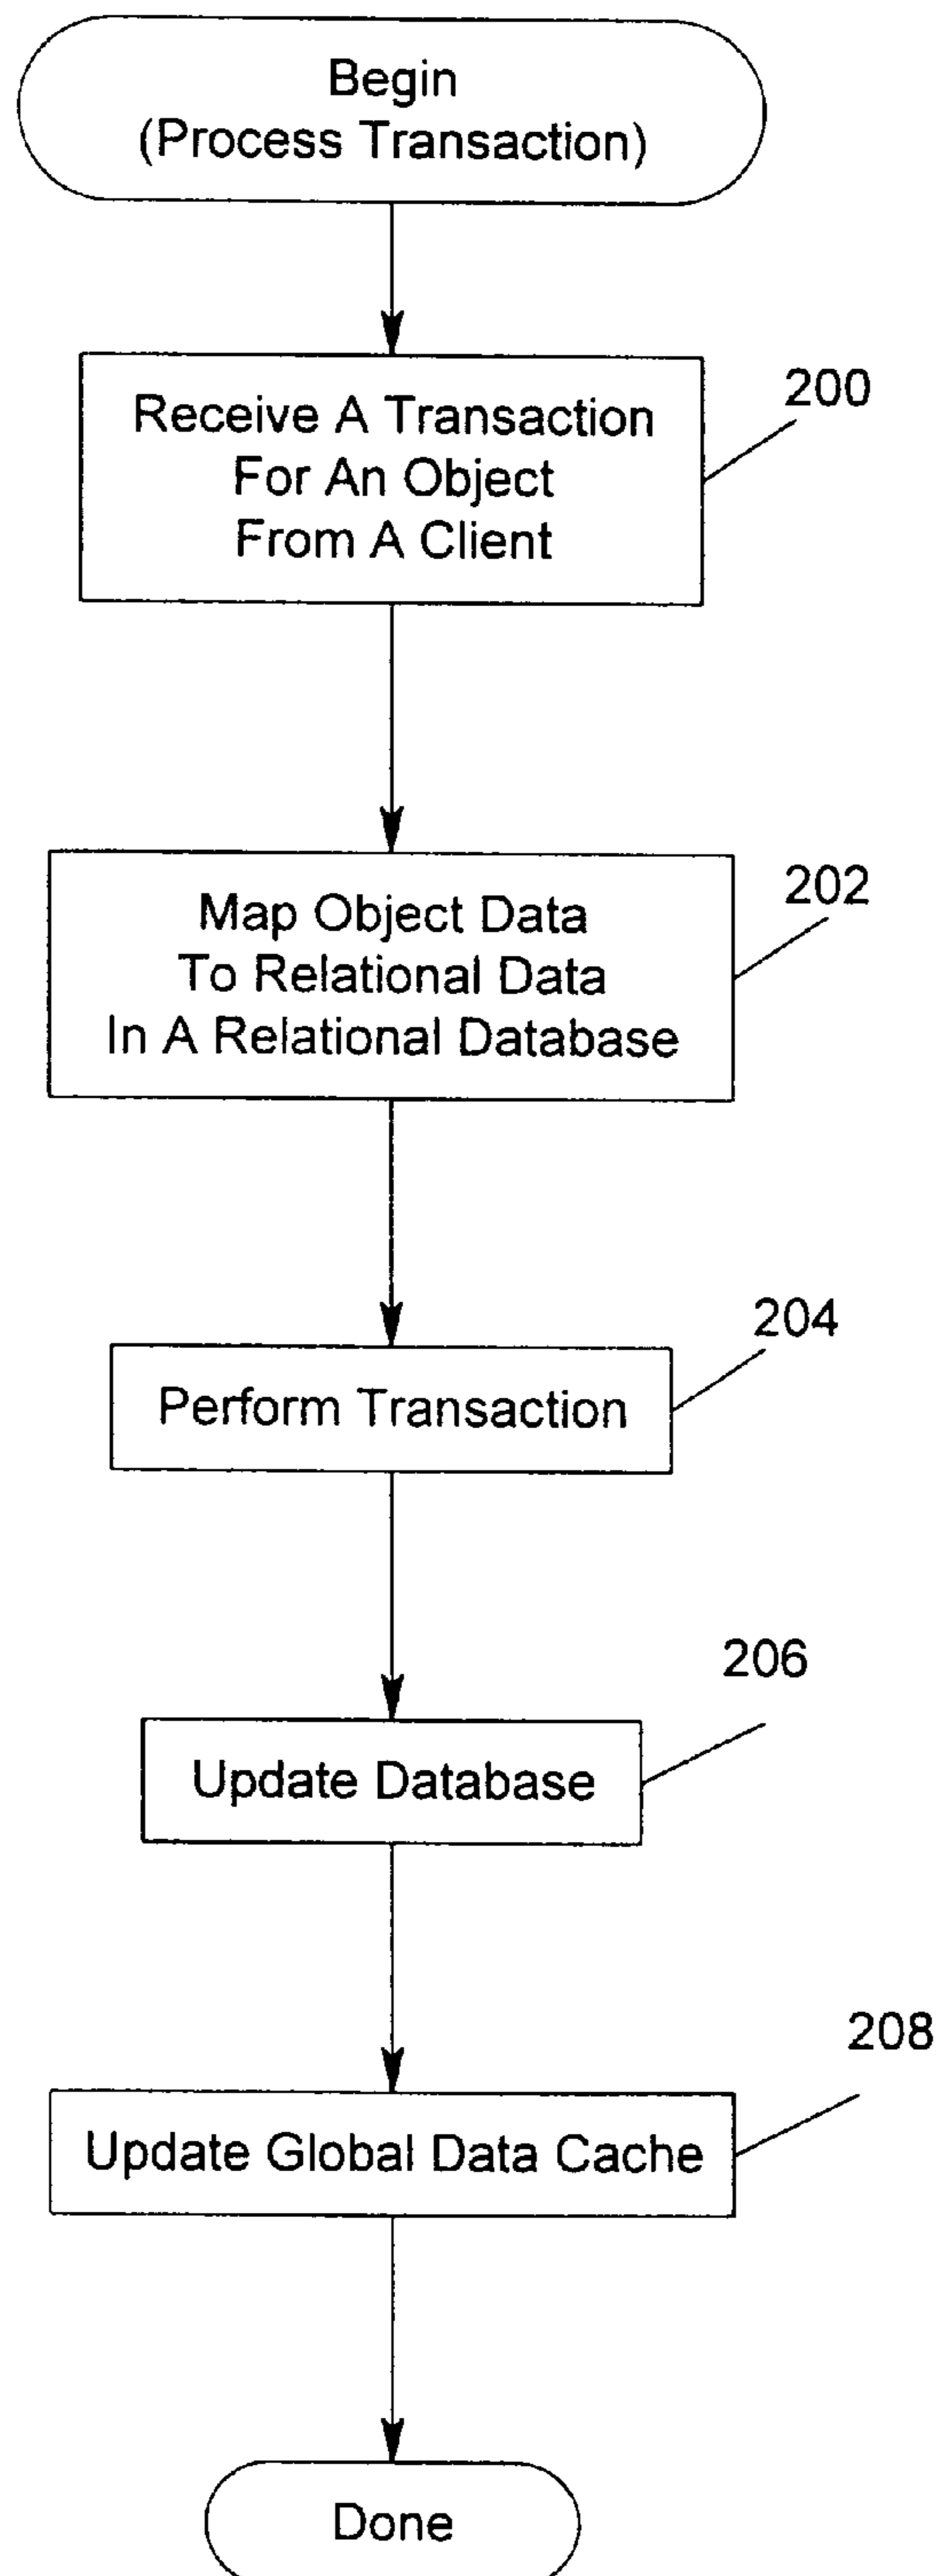 Begin
(Process Transaction)
200
Receive A Transaction
For An Object
From A Client
202
Map Object Data
To Relational Data
In A Relational Database
204
Perform Transaction
206
Update Database
208
Update Global Data Cache
Done